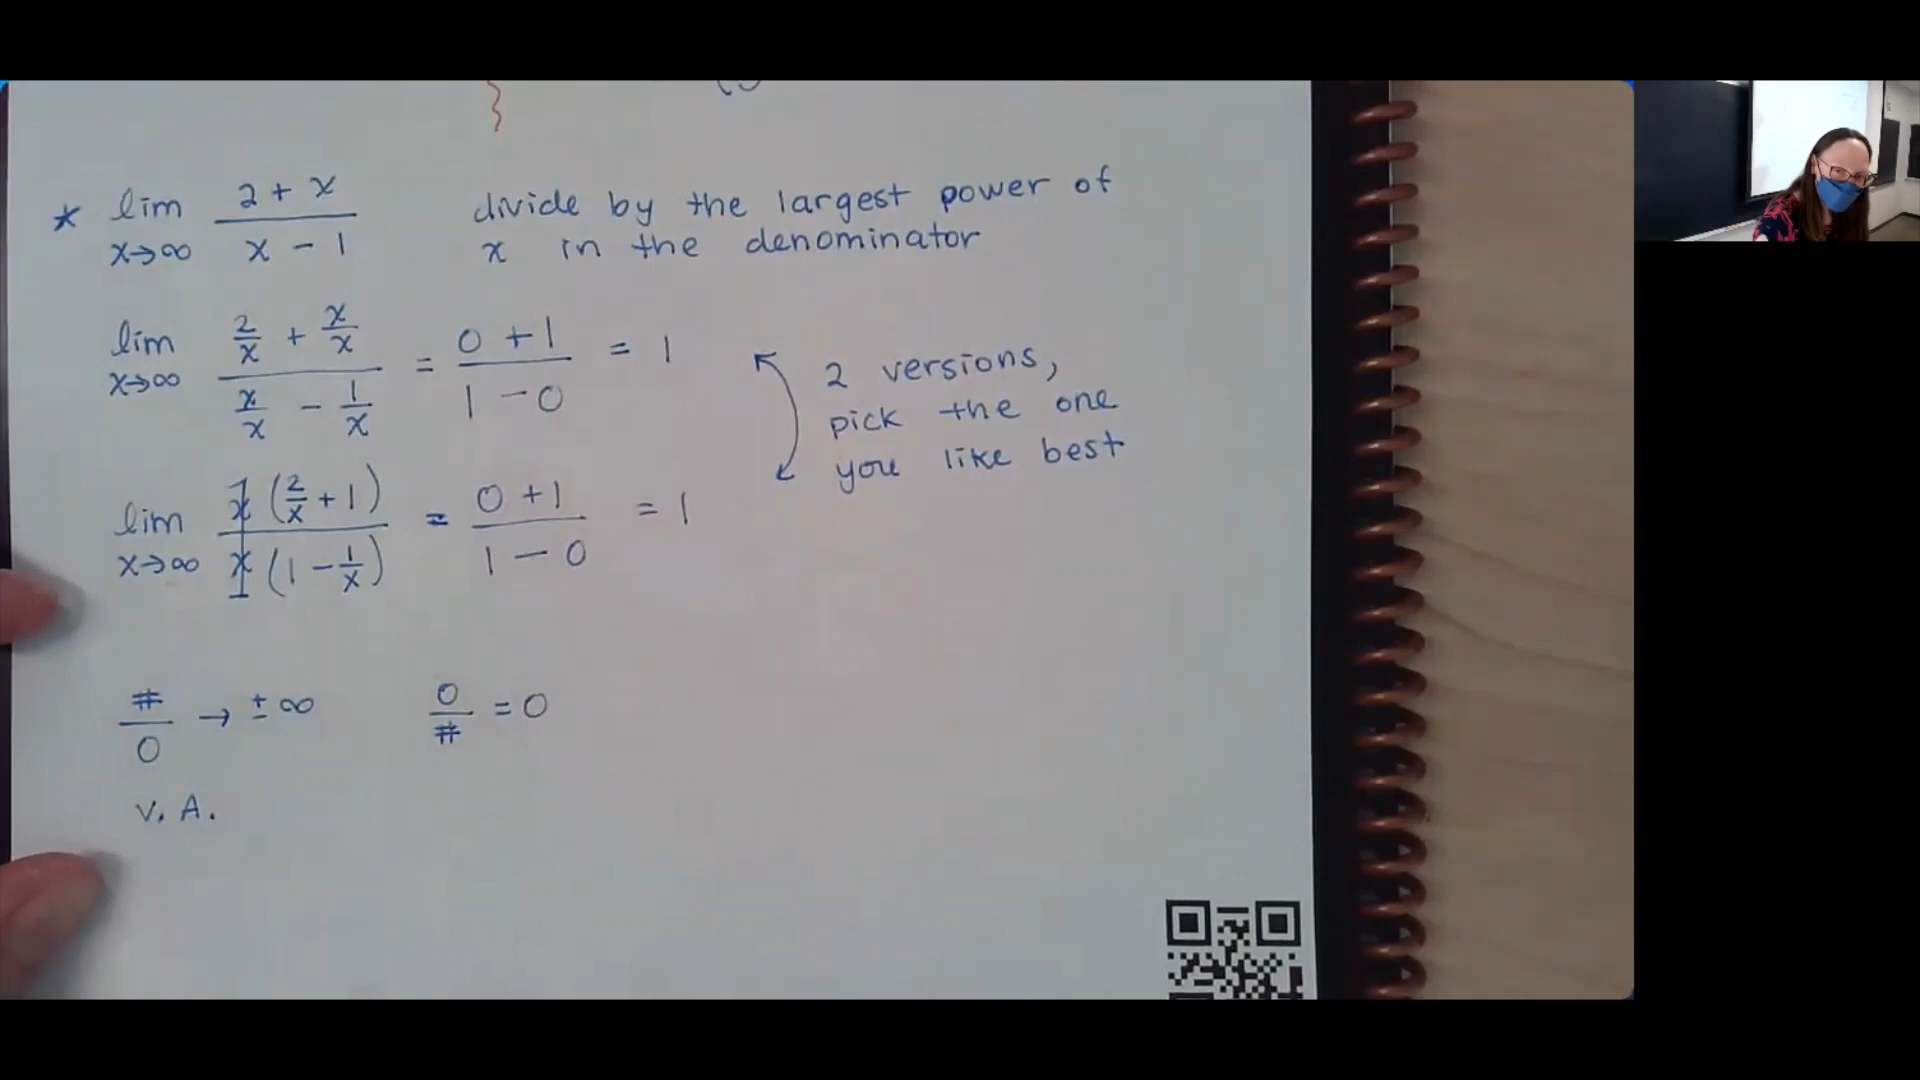 * lim x→∞ (2 + x)/(x - 1) divide by the largest power of
x in the denominator
lim x→∞ (2/x + x/x)/(x/x - 1/x) = (0 + 1)/(1 - 0) = 1
2 versions,
pick the one
you like best
lim x→∞ x(2/x + 1)/x(1 - 1/x) = (0 + 1)/(1 - 0) = 1
#/0 → ± ∞ 0/# = 0
V. A.